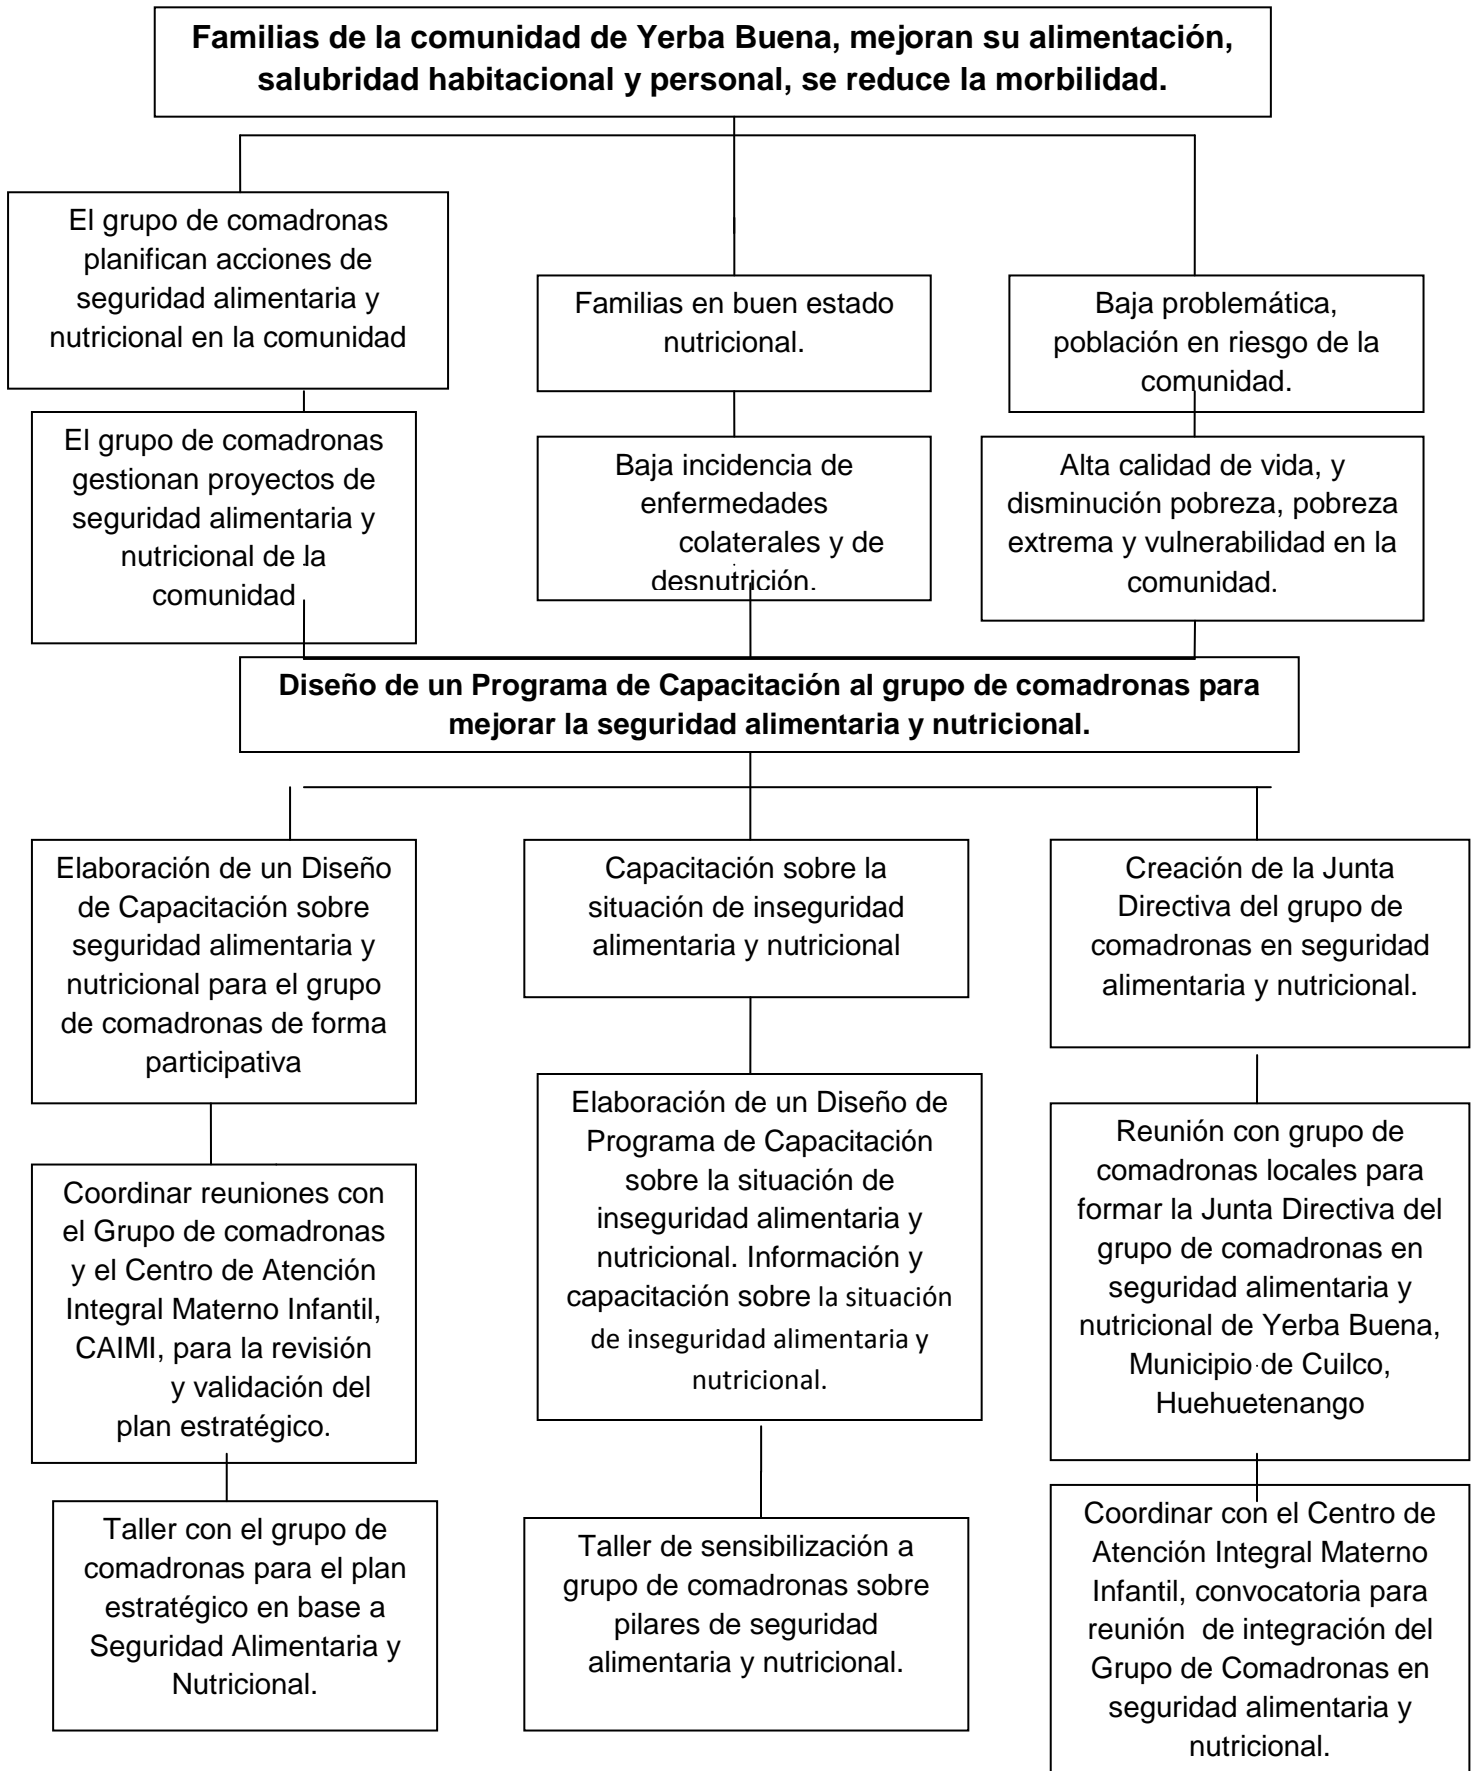 Familias de la comunidad de Yerba Buena, mejoran su alimentación,
salubridad habitacional y personal, se reduce la morbilidad.
El grupo de comadronas
planifican acciones de
seguridad alimentaria y
nutricional en la comunidad
Familias en buen estado
nutricional.
Baja problemática,
población en riesgo de la
comunidad.
El grupo de comadronas
gestionan proyectos de
seguridad alimentaria y
nutricional de la
comunidad
Baja incidencia de
enfermedades
colaterales y de
desnutrición.
Alta calidad de vida, y
disminución pobreza, pobreza
extrema y vulnerabilidad en la
comunidad.
Diseño de un Programa de Capacitación al grupo de comadronas para
mejorar la seguridad alimentaria y nutricional.
Elaboración de un Diseño
de Capacitación sobre
seguridad alimentaria y
nutricional para el grupo
de comadronas de forma
participativa
Capacitación sobre la
situación de inseguridad
alimentaria y nutricional
Creación de la Junta
Directiva del grupo de
comadronas en seguridad
alimentaria y nutricional.
Coordinar reuniones con
el Grupo de comadronas
y el Centro de Atención
Integral Materno Infantil,
CAIMI, para la revisión
y validación del
plan estratégico.
Elaboración de un Diseño de
Programa de Capacitación
sobre la situación de
inseguridad alimentaria y
nutricional. Información y
capacitación sobre la situación
de inseguridad alimentaria y
nutricional.
Reunión con grupo de
comadronas locales para
formar la Junta Directiva del
grupo de comadronas en
seguridad alimentaria y
nutricional de Yerba Buena,
Municipio de Cuilco,
Huehuetenango
Taller con el grupo de
comadronas para el plan
estratégico en base a
Seguridad Alimentaria y
Nutricional.
Taller de sensibilización a
grupo de comadronas sobre
pilares de seguridad
alimentaria y nutricional.
Coordinar con el Centro de
Atención Integral Materno
Infantil, convocatoria para
reunión  de integración del
Grupo de Comadronas en
seguridad alimentaria y
nutricional.